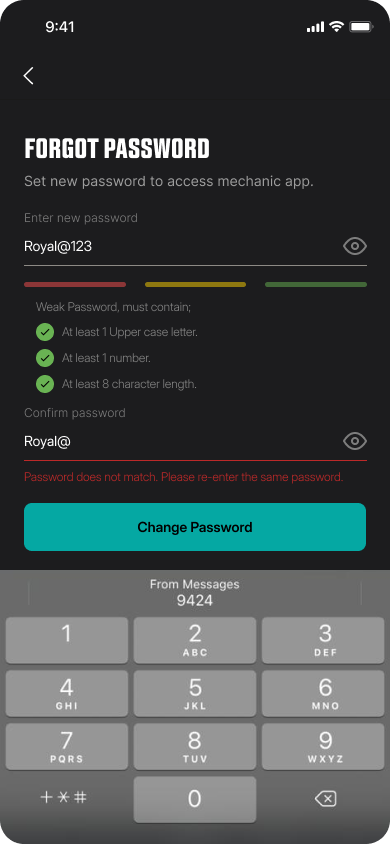 9:41
FORGOT PASSWORD
Set new password to access mechanic app.
Enter new password
Royal@123
Weak Password, must contain;
At least 1 Upper case letter.
At least 1 number.
At least 8 character length.
Confirm password
Royal@
Password does not match. Please re-enter the same password.
Change Password
From Messages
9424
1 2 3
ABC DEF
4 5 6
GHI JKL MNO
7 8 9
PQRS TUV WXYZ
+*# 0